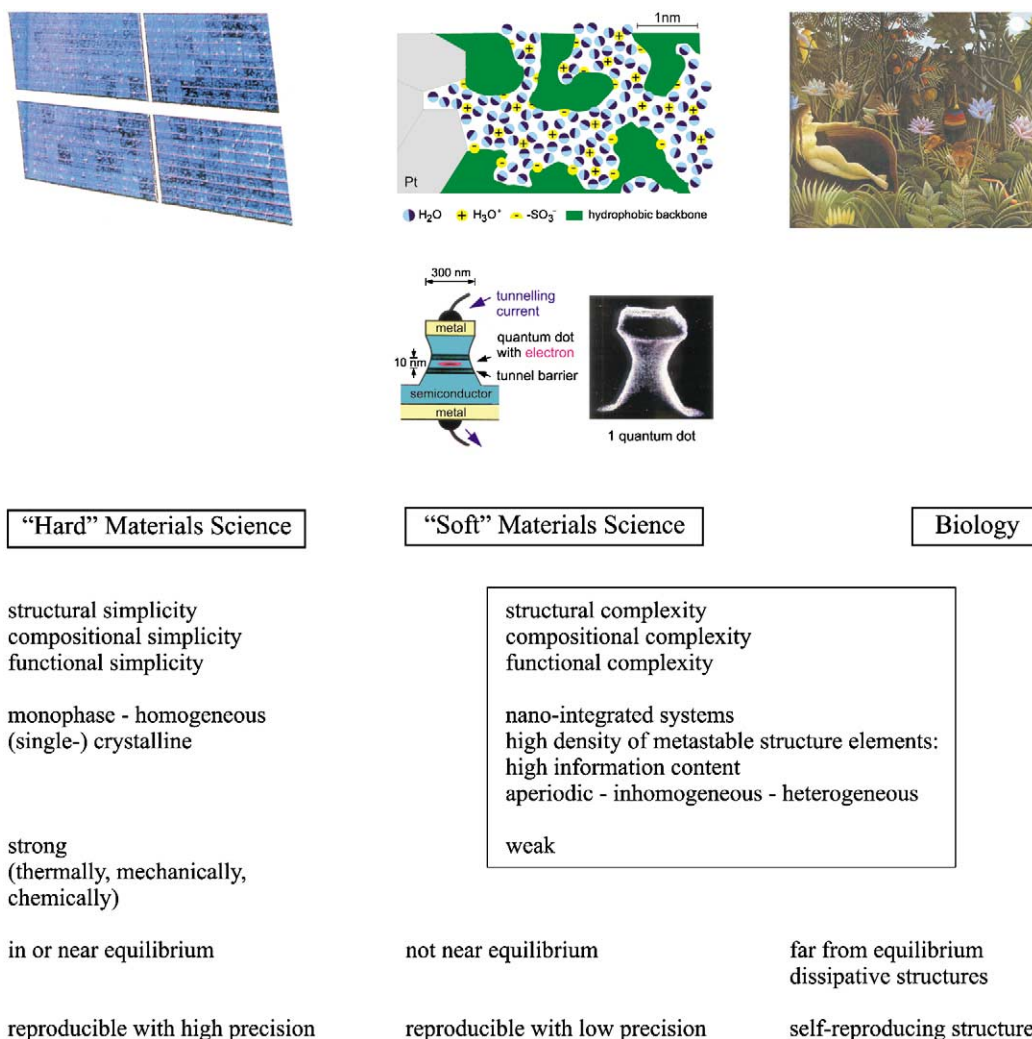 1nm
Pt
H2O
H3O+
-SO3-
hydrophobic backbone
300 nm
tunnelling
current
metal
quantum dot
with electron
10 nm
tunnel barrier
semiconductor
metal
1 quantum dot
“Hard” Materials Science
“Soft” Materials Science
Biology
structural simplicity
compositional simplicity
functional simplicity
structural complexity
compositional complexity
functional complexity
monophase - homogeneous
(single-) crystalline
nano-integrated systems
high density of metastable structure elements:
high information content
aperiodic - inhomogeneous - heterogeneous
strong
(thermally, mechanically,
chemically)
weak
in or near equilibrium
not near equilibrium
far from equilibrium
dissipative structures
reproducible with high precision
reproducible with low precision
self-reproducing structure